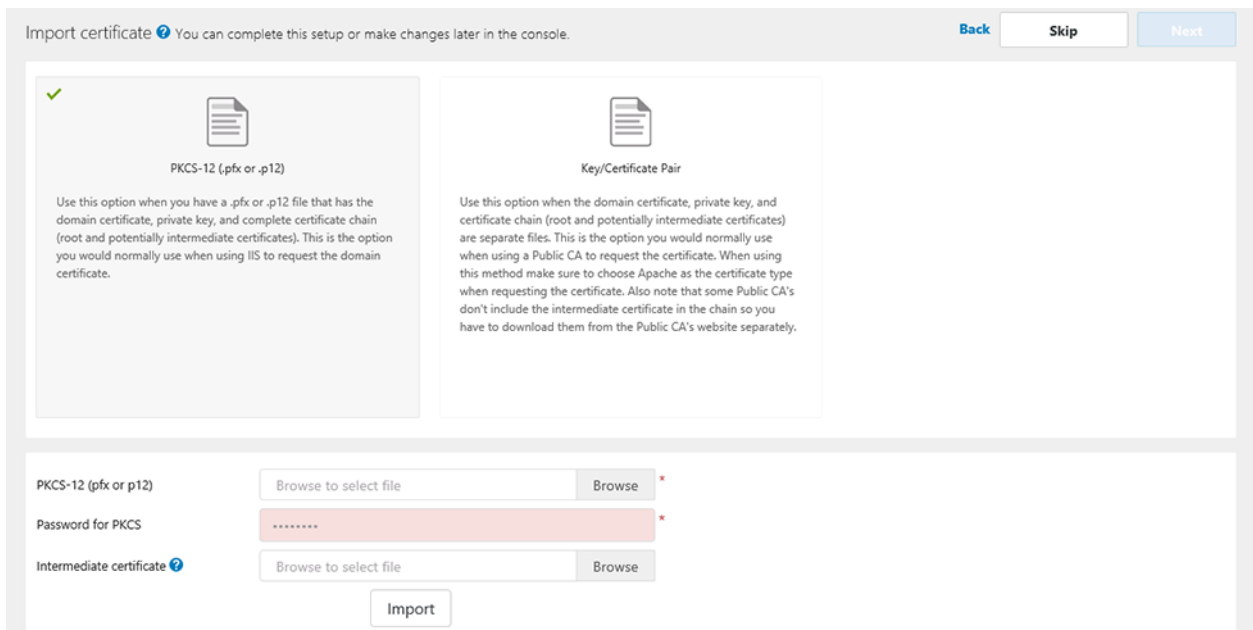 Import certificate ? You can complete this setup or make changes later in the console.
Back
Skip
Next
PKCS-12 (.pfx or .p12)
Use this option when you have a .pfx or .p12 file that has the
domain certificate, private key, and complete certificate chain
(root and potentially intermediate certificates). This is the option
you would normally use when using IIS to request the domain
certificate.
Key/Certificate Pair
Use this option when the domain certificate, private key, and
certificate chain (root and potentially intermediate certificates)
are separate files. This is the option you would normally use
when using a Public CA to request the certificate. When using
this method make sure to choose Apache as the certificate type
when requesting the certificate. Also note that some Public CA's
don't include the intermediate certificate in the chain so you
have to download them from the Public CA's website separately.
PKCS-12 (pfx or p12)
Browse to select file
Browse
*
Password for PKCS
••••••••
*
Intermediate certificate ?
Browse to select file
Browse
Import